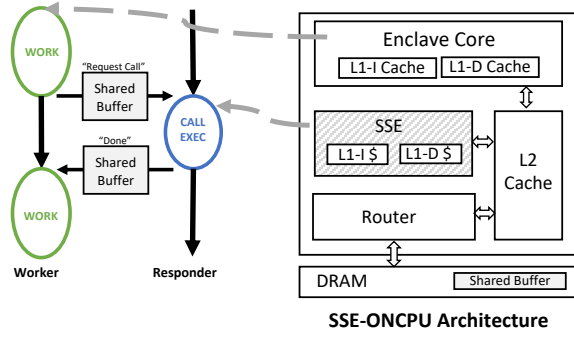 WORK
"Request Call"
Shared
Buffer
CALL
EXEC
"Done"
Shared
Buffer
WORK
Worker
Responder
Enclave Core
L1-I Cache
L1-D Cache
SSE
L1-I $
L1-D $
L2
Cache
Router
DRAM
Shared Buffer
SSE-ONCPU Architecture